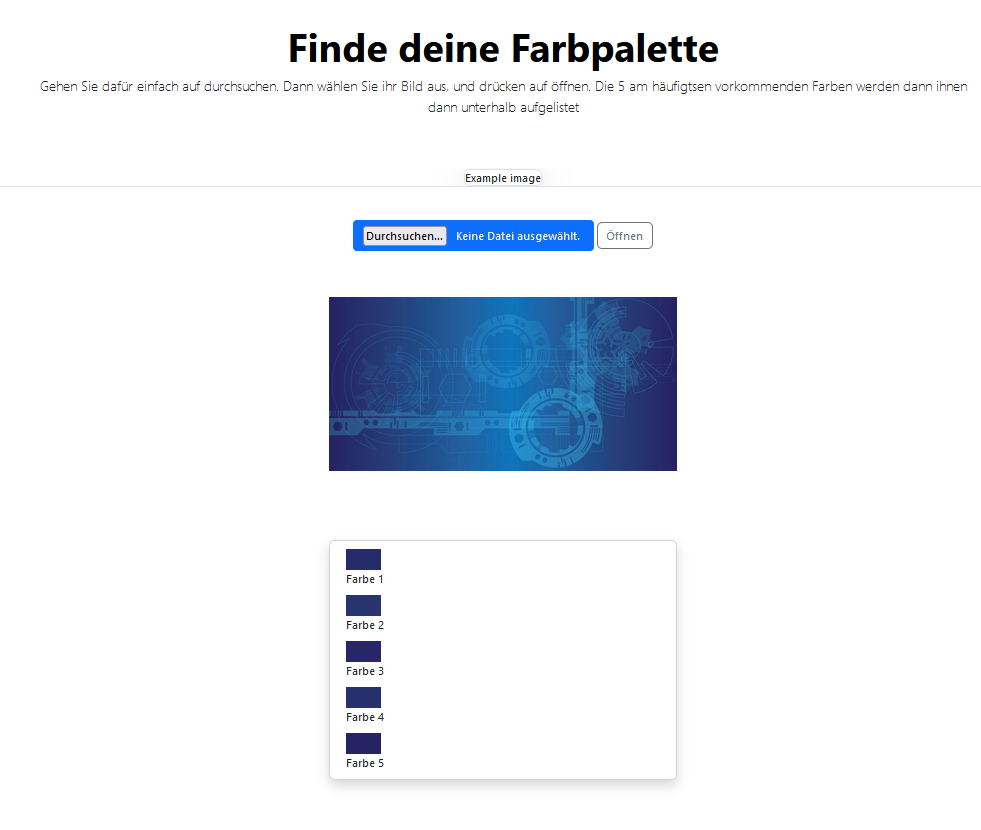 Finde deine Farbpalette
Gehen Sie dafür einfach auf durchsuchen. Dann wählen Sie ihr Bild aus, und drücken auf öffnen. Die 5 am häufigtsen vorkommenden Farben werden dann ihnen
dann unterhalb aufgelistet
Example image
Durchsuchen... Keine Datei ausgewählt. Öffnen
Farbe 1
Farbe 2
Farbe 3
Farbe 4
Farbe 5